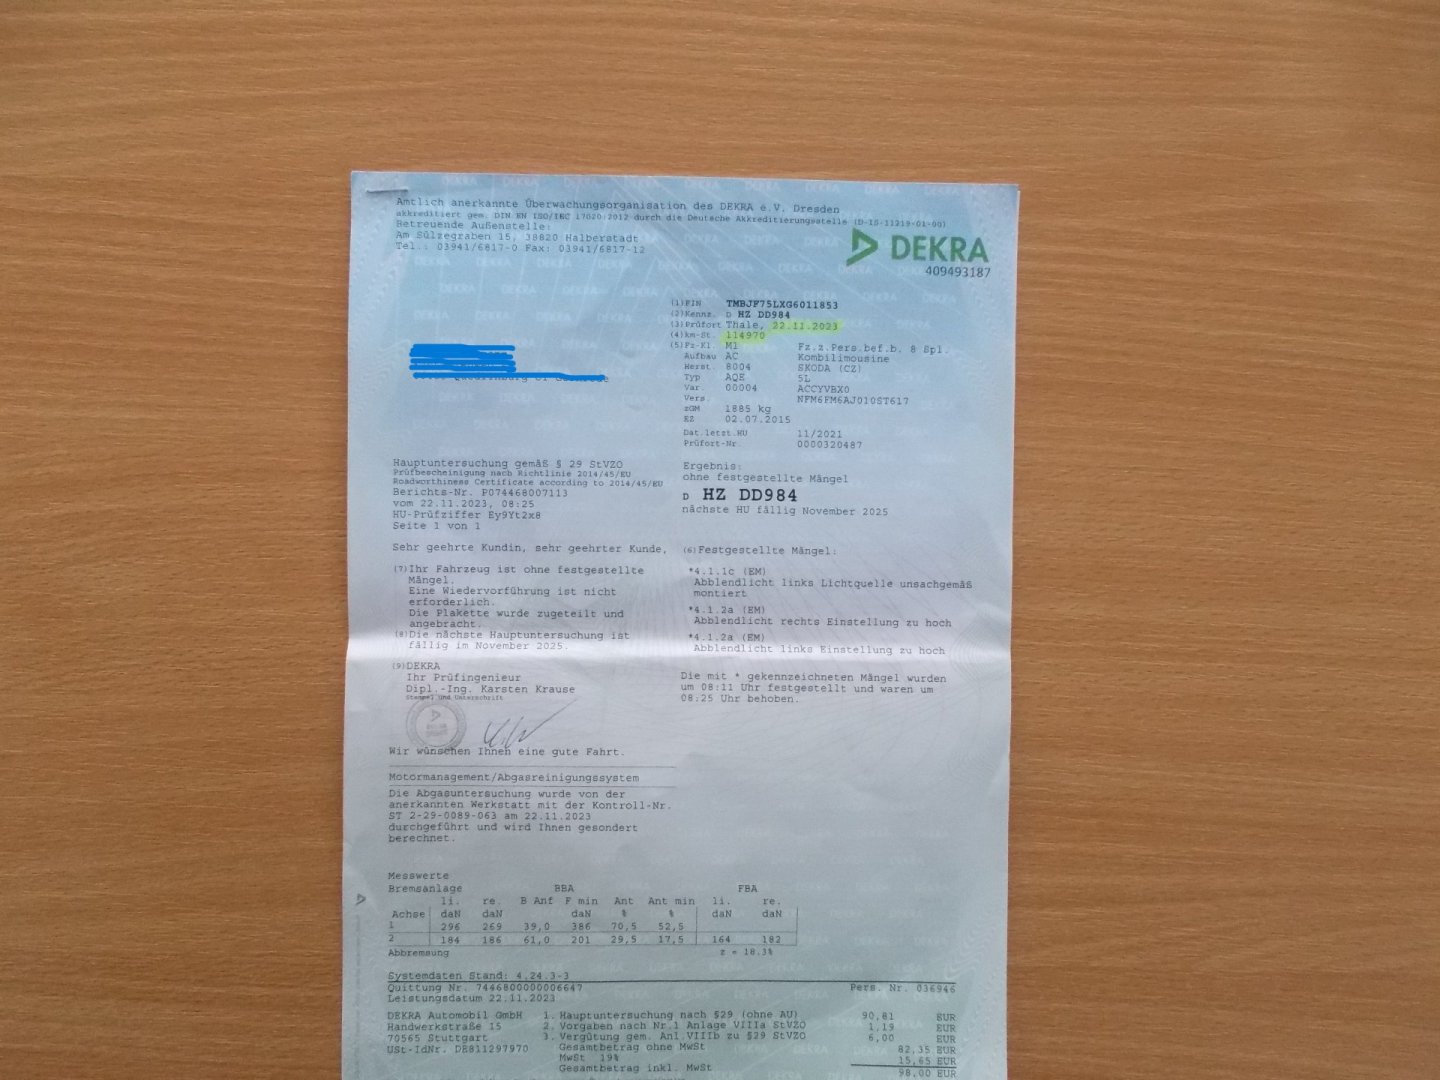 Amtlich anerkannte Überwachungsorganisation des DEKRA e.V. Dresden
akkreditiert gem. DIN EN ISO/IEC 17020:2012 durch die Deutsche Akkreditierungsstelle (D-IS-11219-01-00)
Betreuende Außenstelle:
Am Sülzegraben 15, 38820 Halberstadt
Tel.: 03941/6817-0 Fax: 03941/6817-12
DEKRA
409493187
(1)FIN TMBJF75LXG6011853
(2)Kennz. D HZ DD984
(3)Prüfort Thale, 22.11.2023
(4)km-St. 114970
(5)Fz-Kl. M1 Fz.z.Pers.bef.b. 8 Spl.
Aufbau AC Kombilimousine
Herst. 8004 SKODA (CZ)
Typ AQE 5L
Var. 00004 ACCYVBX0
Vers. NFM6FM6AJ010ST617
zGM 1885 kg
EZ 02.07.2015
Dat.letzt.HU 11/2021
Prüfort-Nr. 0000320487
Hauptuntersuchung gemäß § 29 StVZO
Prüfbescheinigung nach Richtlinie 2014/45/EU
Roadworthiness Certificate according to 2014/45/EU
Berichts-Nr. P074468007113
vom 22.11.2023, 08:25
HU-Prüfziffer Ey9Yt2x8
Seite 1 von 1
Ergebnis:
ohne festgestellte Mängel
D HZ DD984
nächste HU fällig November 2025
Sehr geehrte Kundin, sehr geehrter Kunde,
(7)Ihr Fahrzeug ist ohne festgestellte
Mängel.
Eine Wiedervorführung ist nicht
erforderlich.
Die Plakette wurde zugeteilt und
angebracht.
(8)Die nächste Hauptuntersuchung ist
fällig im November 2025.
(9)DEKRA
Ihr Prüfingenieur
Dipl.-Ing. Karsten Krause
Stempel und Unterschrift
Wir wünschen Ihnen eine gute Fahrt.
(6)Festgestellte Mängel:
*4.1.1c (EM)
Abblendlicht links Lichtquelle unsachgemäß
montiert
*4.1.2a (EM)
Abblendlicht rechts Einstellung zu hoch
*4.1.2a (EM)
Abblendlicht links Einstellung zu hoch
Die mit * gekennzeichneten Mängel wurden
um 08:11 Uhr festgestellt und waren um
08:25 Uhr behoben.
Motormanagement/Abgasreinigungssystem
Die Abgasuntersuchung wurde von der
anerkannten Werkstatt mit der Kontroll-Nr.
ST 2-29-0089-063 am 22.11.2023
durchgeführt und wird Ihnen gesondert
berechnet.
Messwerte
Bremsanlage BBA FBA
li. re. B Anf F min Ant Ant min li. re.
Achse daN daN daN % % daN daN
1 296 269 39,0 386 70,5 52,5
2 184 186 61,0 201 29,5 17,5 164 182
Abbremsung z = 18.3%
Systemdaten Stand: 4.24.3-3
Quittung Nr. 7446800000006647 Pers. Nr. 036946
Leistungsdatum 22.11.2023
DEKRA Automobil GmbH 1. Hauptuntersuchung nach §29 (ohne AU) 90,81 EUR
Handwerkstraße 15 2. Vorgaben nach Nr.1 Anlage VIIIa StVZO 1,19 EUR
70565 Stuttgart 3. Vergütung gem. Anl.VIIIb zu §29 StVZO 6,00 EUR
USt-IdNr. DE811297970 Gesamtbetrag ohne MwSt 82,35 EUR
MwSt 19% 15,65 EUR
Gesamtbetrag inkl. MwSt 98,00 EUR